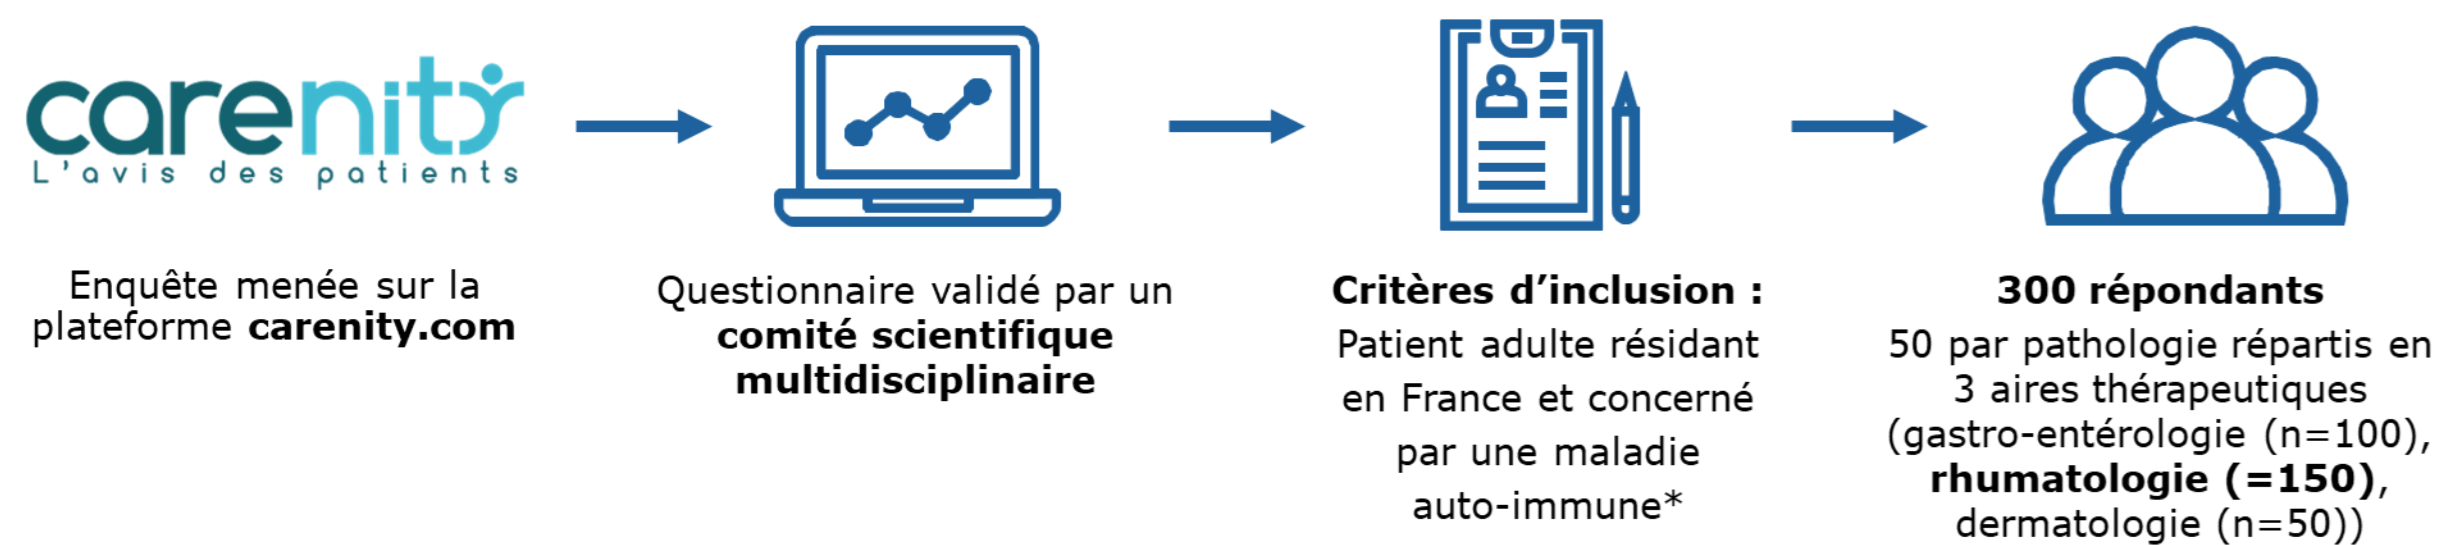 carenity
L'avis des patients
Enquête menée sur la
plateforme carenity.com
Questionnaire validé par un
comité scientifique
multidisciplinaire
Critères d’inclusion :
Patient adulte résidant
en France et concerné
par une maladie
auto-immune*
300 répondants
50 par pathologie répartis en
3 aires thérapeutiques
(gastro-entérologie (n=100),
rhumatologie (=150),
dermatologie (n=50))